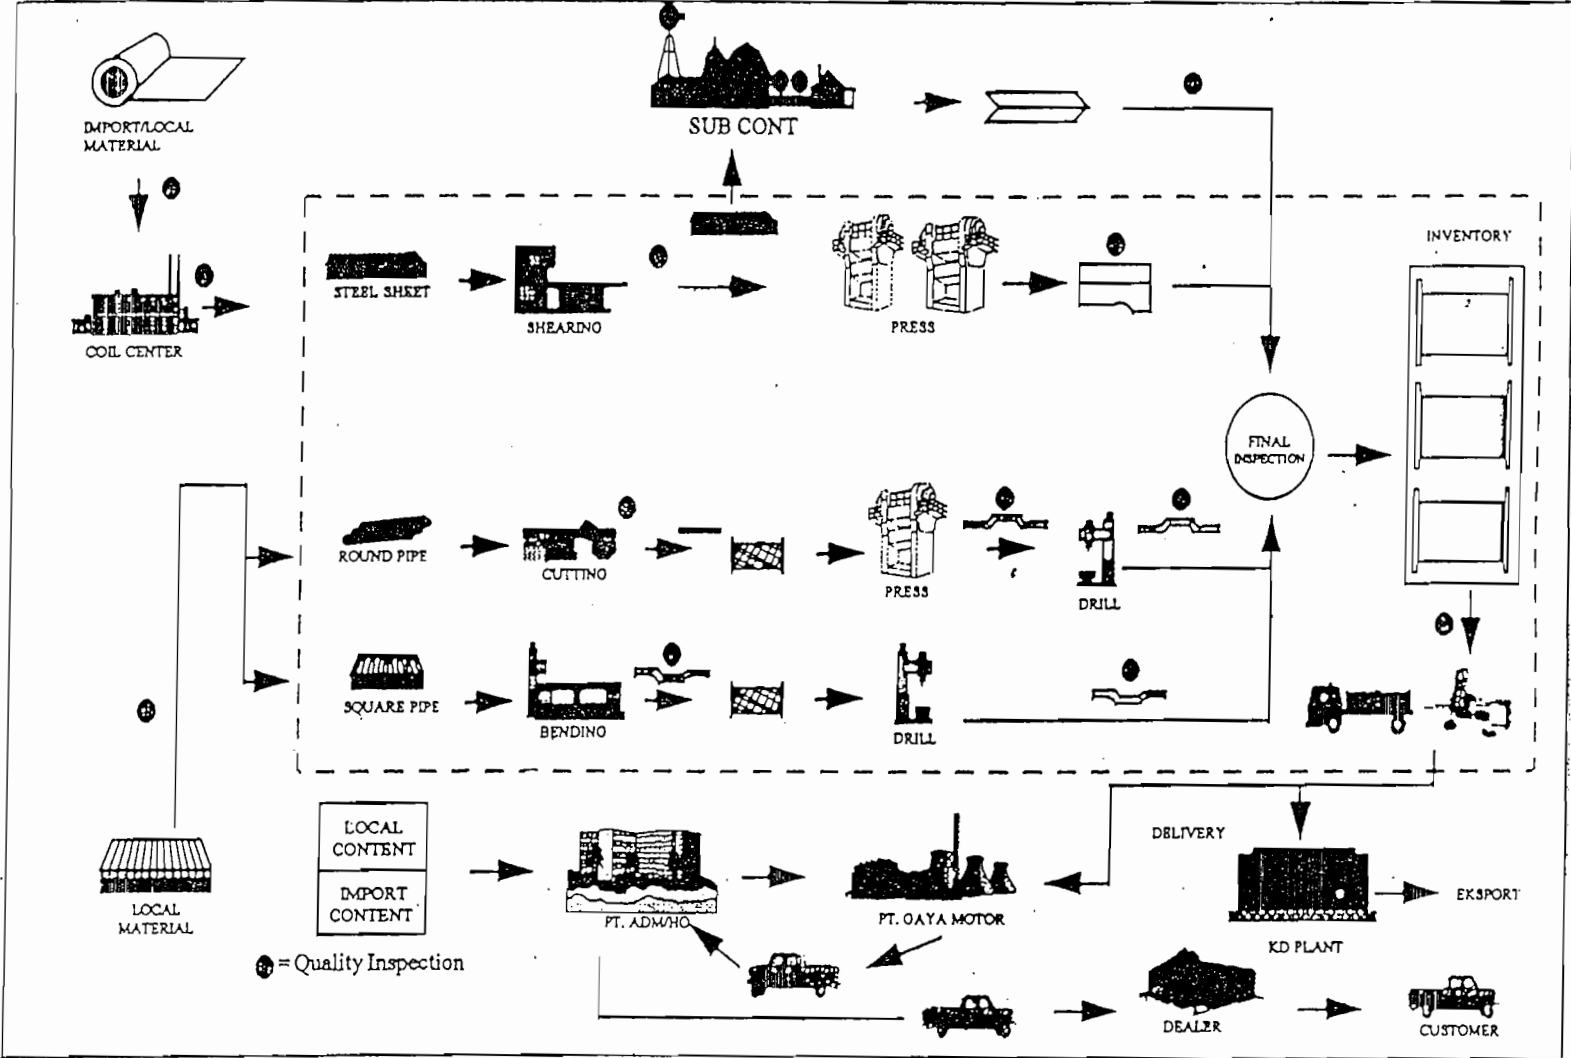 IMPORT/LOCAL
MATERIAL
SUB CONT
INVENTORY
STEEL SHEET
SHEARING
PRESS
COIL CENTER
FINAL
INSPECTION
ROUND PIPE
CUTTING
PRESS
DRILL
SQUARE PIPE
BENDING
DRILL
LOCAL
CONTENT
IMPORT
CONTENT
DELIVERY
LOCAL
MATERIAL
PT. ADM/HO
PT. GAYA MOTOR
KD PLANT
EKSPORT
= Quality Inspection
DEALER
CUSTOMER